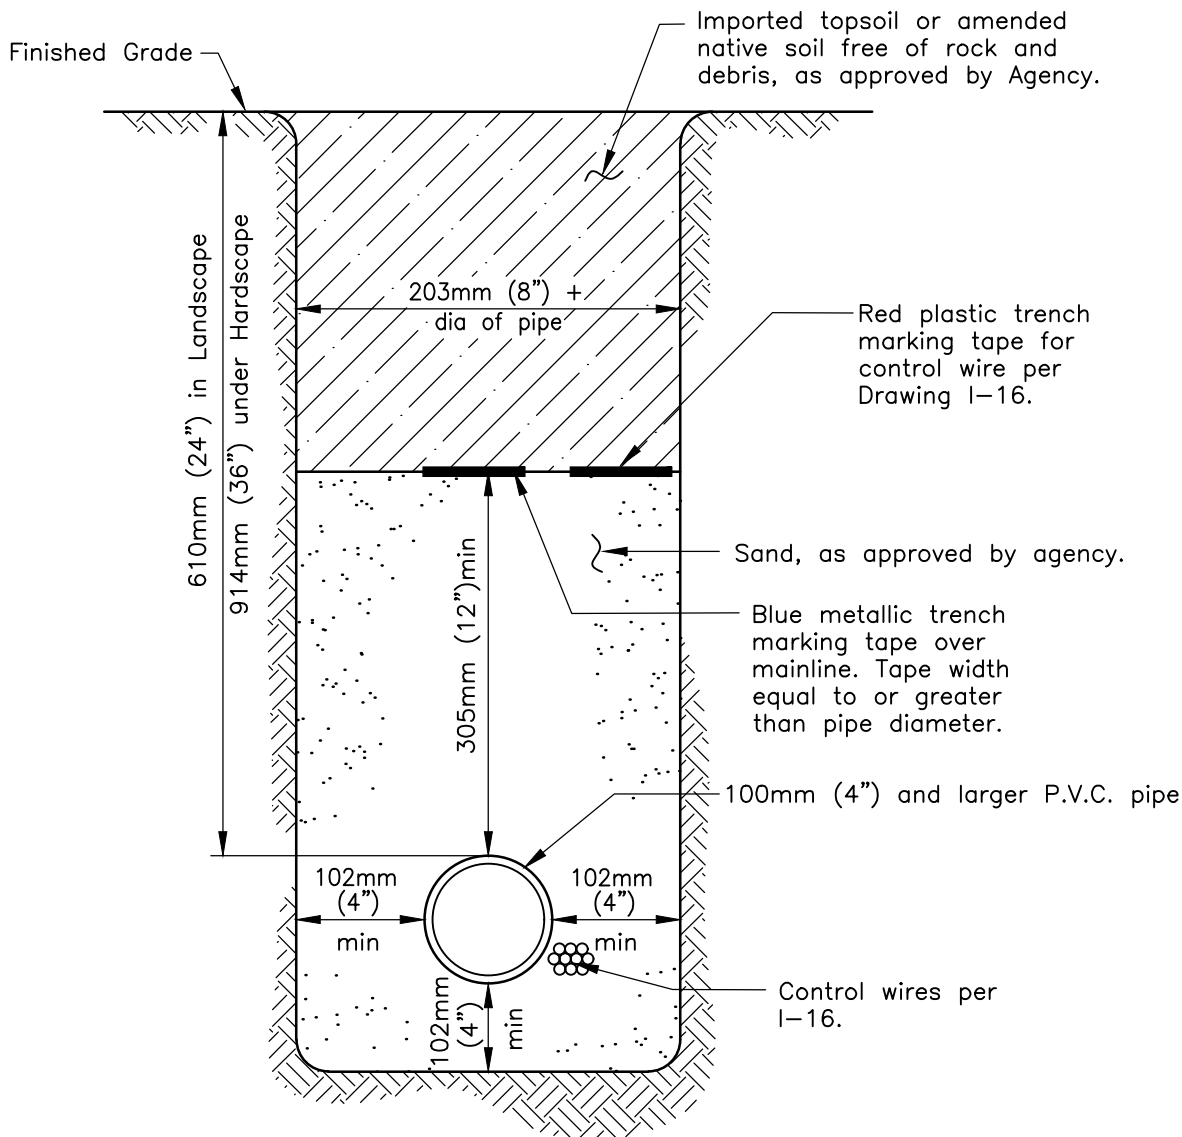 Imported topsoil or amended
native soil free of rock and
debris, as approved by Agency.
Finished Grade
610mm (24") in Landscape
914mm (36") under Hardscape
203mm (8") +
dia of pipe
Red plastic trench
marking tape for
control wire per
Drawing I-16.
305mm (12")min
Sand, as approved by agency.
Blue metallic trench
marking tape over
mainline. Tape width
equal to or greater
than pipe diameter.
100mm (4") and larger P.V.C. pipe
102mm
(4")
min
102mm
(4")
min
102mm
(4")
min
Control wires per
I-16.